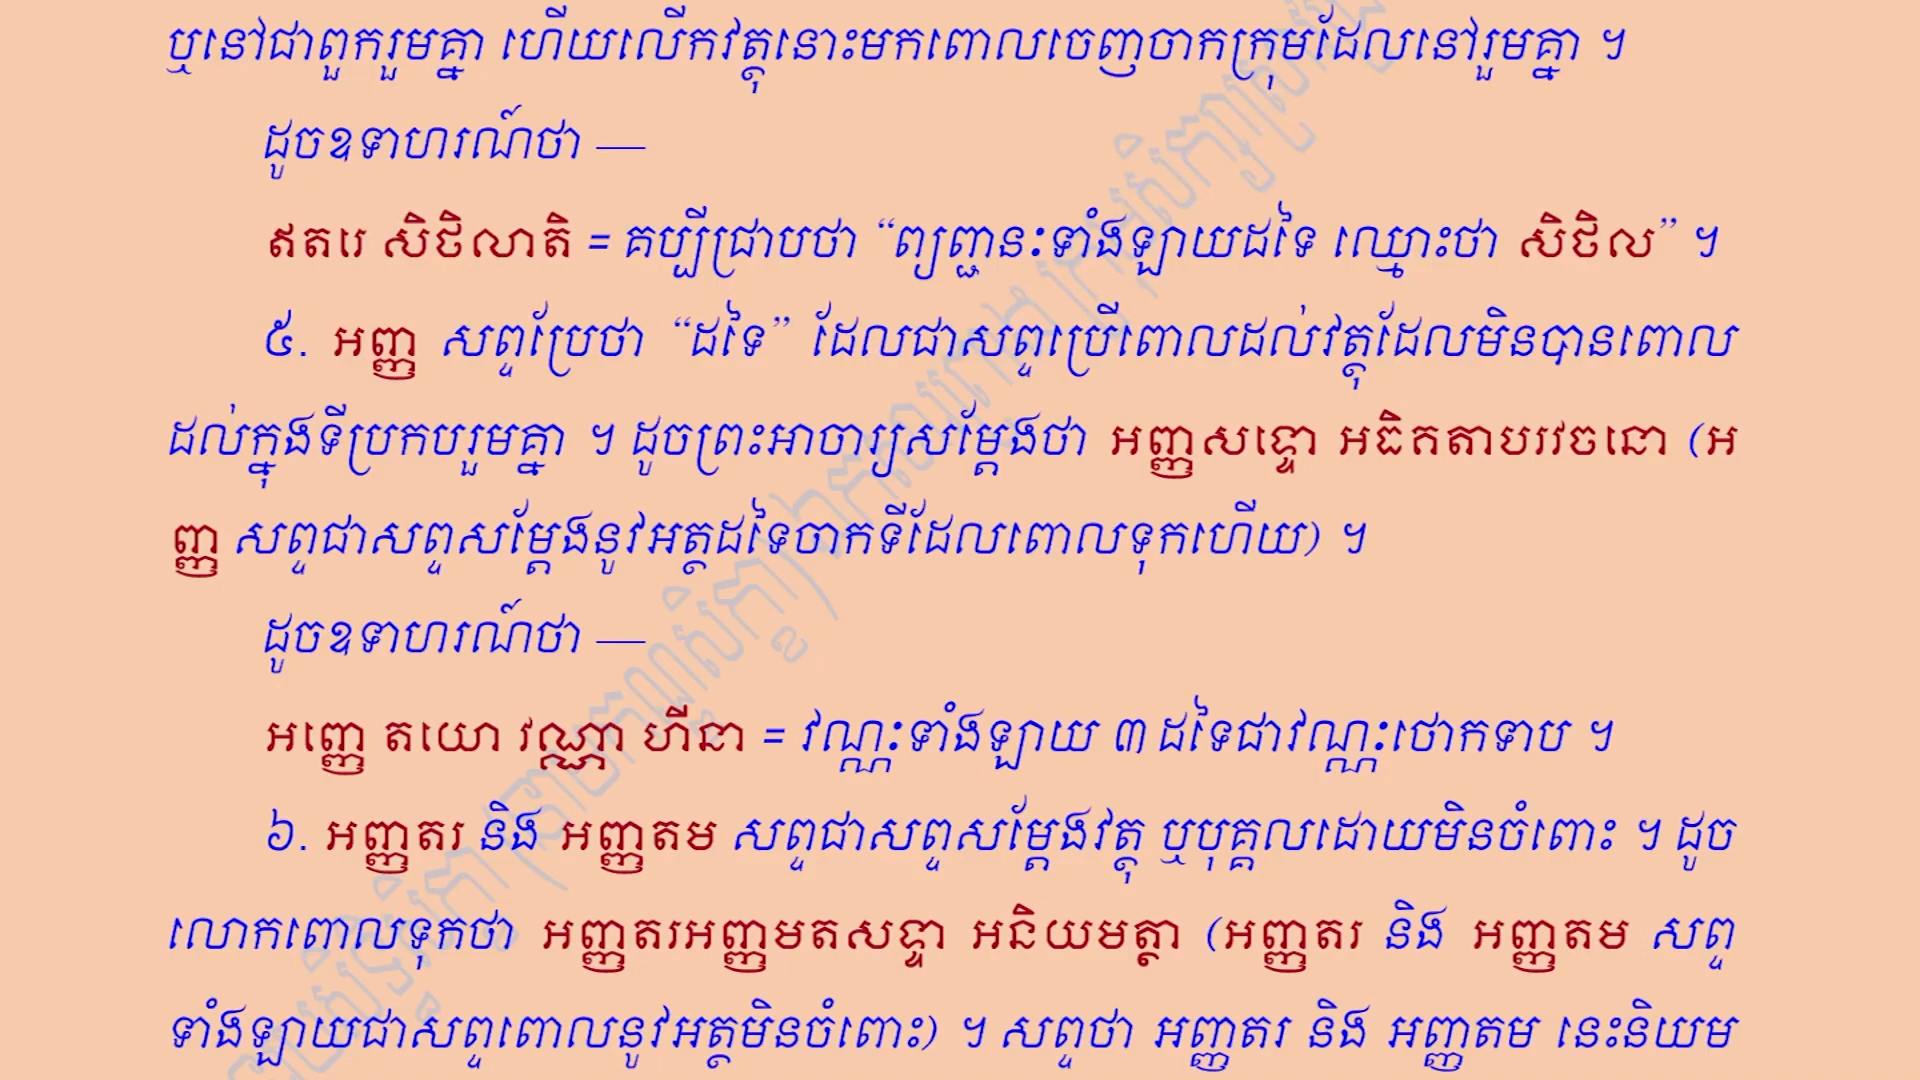 ឬនៅជាពួករួមគ្នា ហើយលើកវត្ថុនោះមកពោលចេញចាកក្រុមដែលនៅរួមគ្នា ។
ដូចឧទាហរណ៍ថា —
ឥតរេ សិថិលាតិ = គប្បីជ្រាបថា “ព្យញ្ជនៈទាំងឡាយដទៃ ឈ្មោះថា សិថិល” ។
៥. អញ្ញ សព្ទប្រែថា “ដទៃ” ដែលជាសព្ទប្រើពោលដល់វត្ថុដែលមិនបានពោល
ដល់ក្នុងទីប្រកបរួមគ្នា ។ ដូចព្រះអាចារ្យសម្ដែងថា អញ្ញសទ្ទោ អធិគតាបរវចនោ (អ
ញ្ញ សព្ទជាសព្ទសម្ដែងនូវអត្ថដទៃចាកទីដែលពោលទុកហើយ) ។
ដូចឧទាហរណ៍ថា —
អញ្ញេ តយោ វណ្ណា ហីនា = វណ្ណៈទាំងឡាយ ៣ ដទៃជាវណ្ណៈថោកទាប ។
៦. អញ្ញតរ និង អញ្ញតម សព្ទជាសព្ទសម្ដែងវត្ថុ ឬបុគ្គលដោយមិនចំពោះ ។ ដូច
លោកពោលទុកថា អញ្ញតរអញ្ញមតសទ្ទា អនិយមត្ថា (អញ្ញតរ និង អញ្ញតម សព្ទ
ទាំងឡាយជាសព្ទពោលនូវអត្ថមិនចំពោះ) ។ សព្ទថា អញ្ញតរ និង អញ្ញតម នេះនិយម